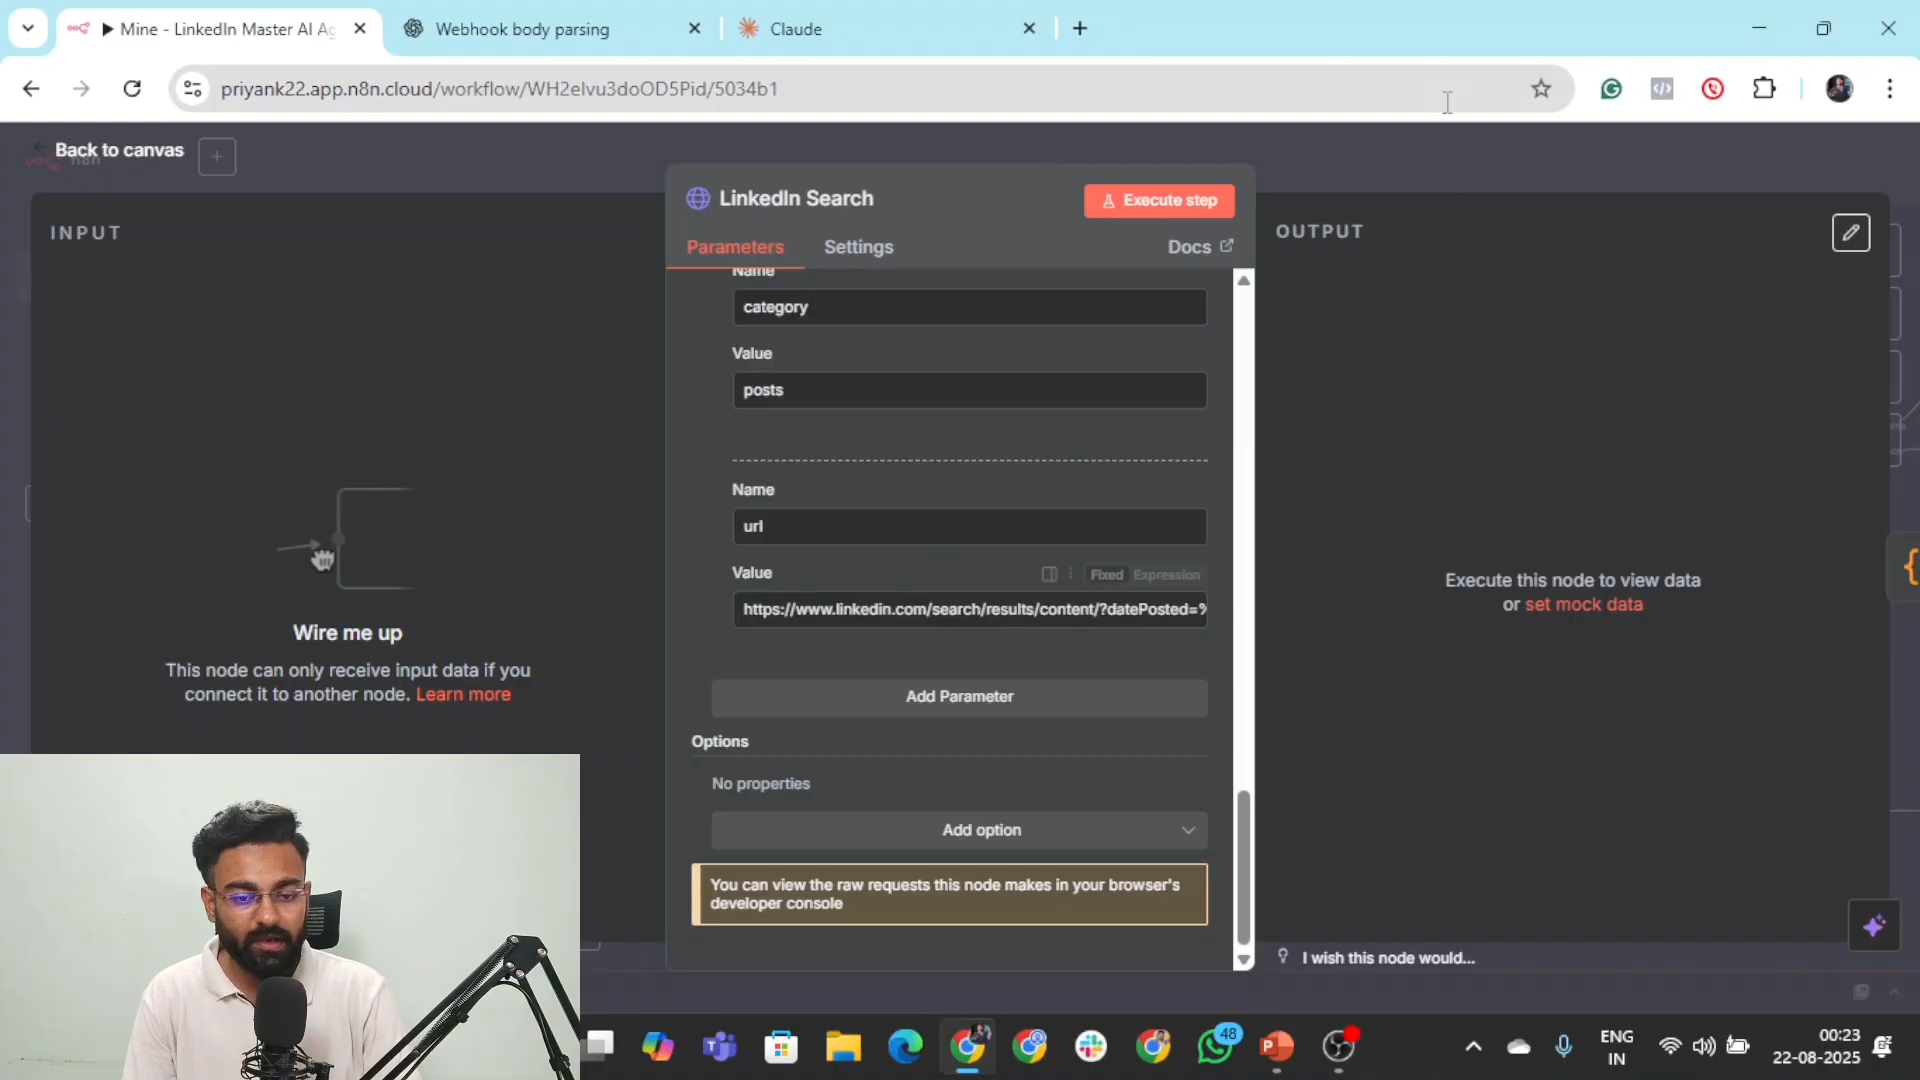 Mine - LinkedIn Master AI Ag
Webhook body parsing
Claude
priyank22.app.n8n.cloud/workflow/WH2elvu3doOD5Pid/5034b1
Back to canvas
n8n
INPUT
LinkedIn Search
Execute step
OUTPUT
Parameters
Settings
Docs
Name
category
Value
posts
Name
url
Value
Fixed
Expression
https://www.linkedin.com/search/results/content/?datePosted=%
Wire me up
This node can only receive input data if you
connect it to another node. Learn more
Execute this node to view data
or set mock data
Add Parameter
Options
No properties
Add option
You can view the raw requests this node makes in your browser's
developer console
I wish this node would...
48
ENG
IN
00:23
22-08-2025